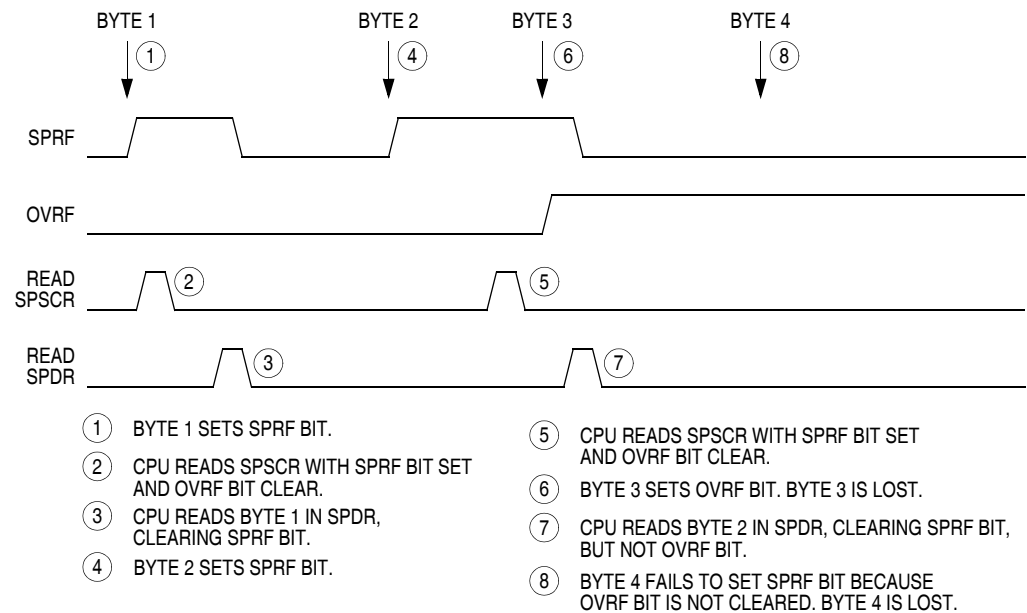 BYTE 1 BYTE 2 BYTE 3 BYTE 4
1 4 6 8
SPRF
OVRF
READ
SPSCR
2 5
READ
SPDR
3 7
1 BYTE 1 SETS SPRF BIT.
2 CPU READS SPSCR WITH SPRF BIT SET
AND OVRF BIT CLEAR.
3 CPU READS BYTE 1 IN SPDR,
CLEARING SPRF BIT.
4 BYTE 2 SETS SPRF BIT.
5 CPU READS SPSCR WITH SPRF BIT SET
AND OVRF BIT CLEAR.
6 BYTE 3 SETS OVRF BIT. BYTE 3 IS LOST.
7 CPU READS BYTE 2 IN SPDR, CLEARING SPRF BIT,
BUT NOT OVRF BIT.
8 BYTE 4 FAILS TO SET SPRF BIT BECAUSE
OVRF BIT IS NOT CLEARED. BYTE 4 IS LOST.